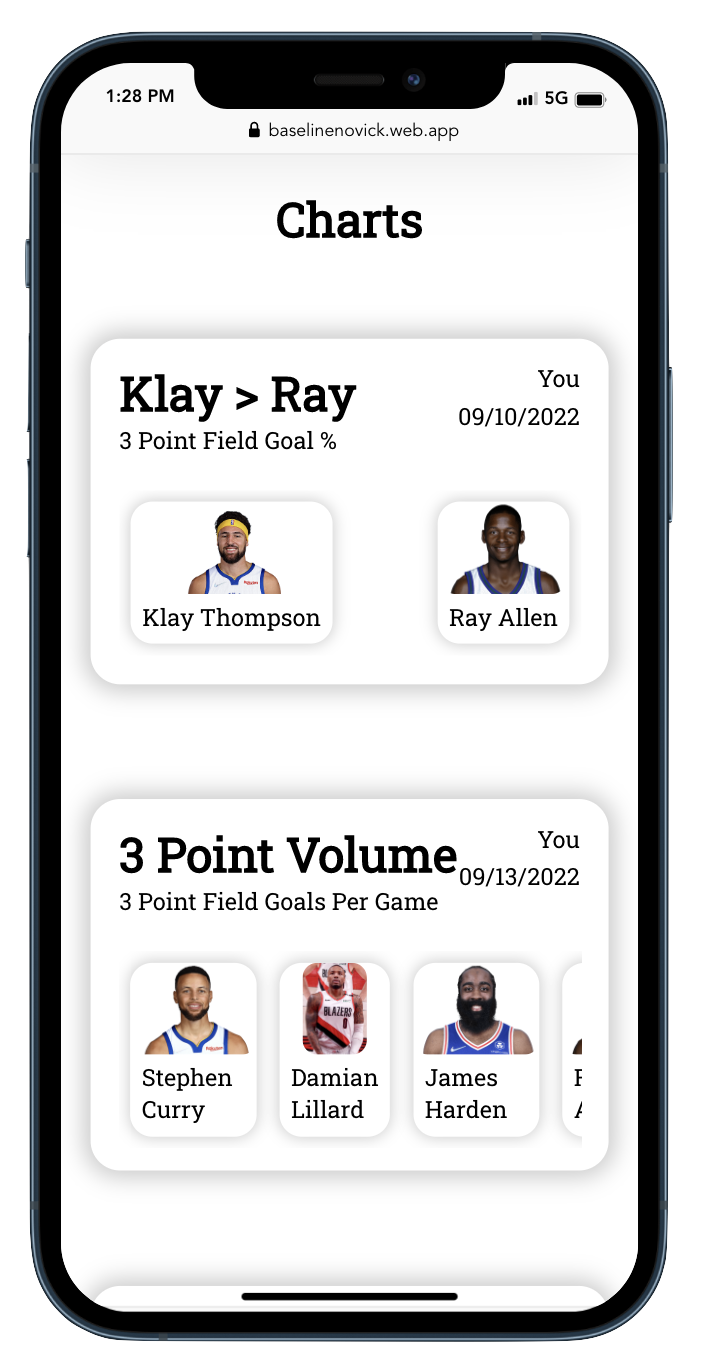 1:28 PM
5G
baselinenovick.web.app
Charts
Klay > Ray
You
09/10/2022
3 Point Field Goal %
Klay Thompson
Ray Allen
3 Point Volume
You
09/13/2022
3 Point Field Goals Per Game
BLAZERS
0
Stephen
Curry
Damian
Lillard
James
Harden